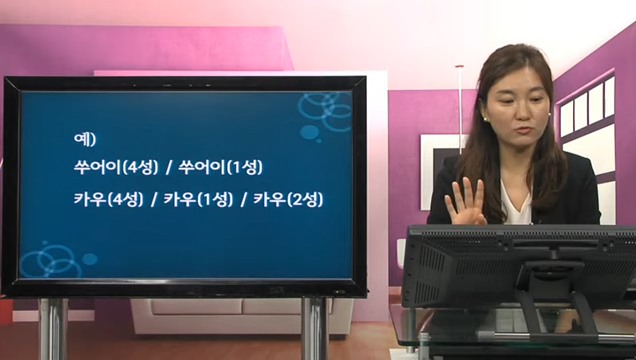 예)
쑤어이(4성) / 쑤어이(1성)
카우(4성) / 카우(1성) / 카우(2성)